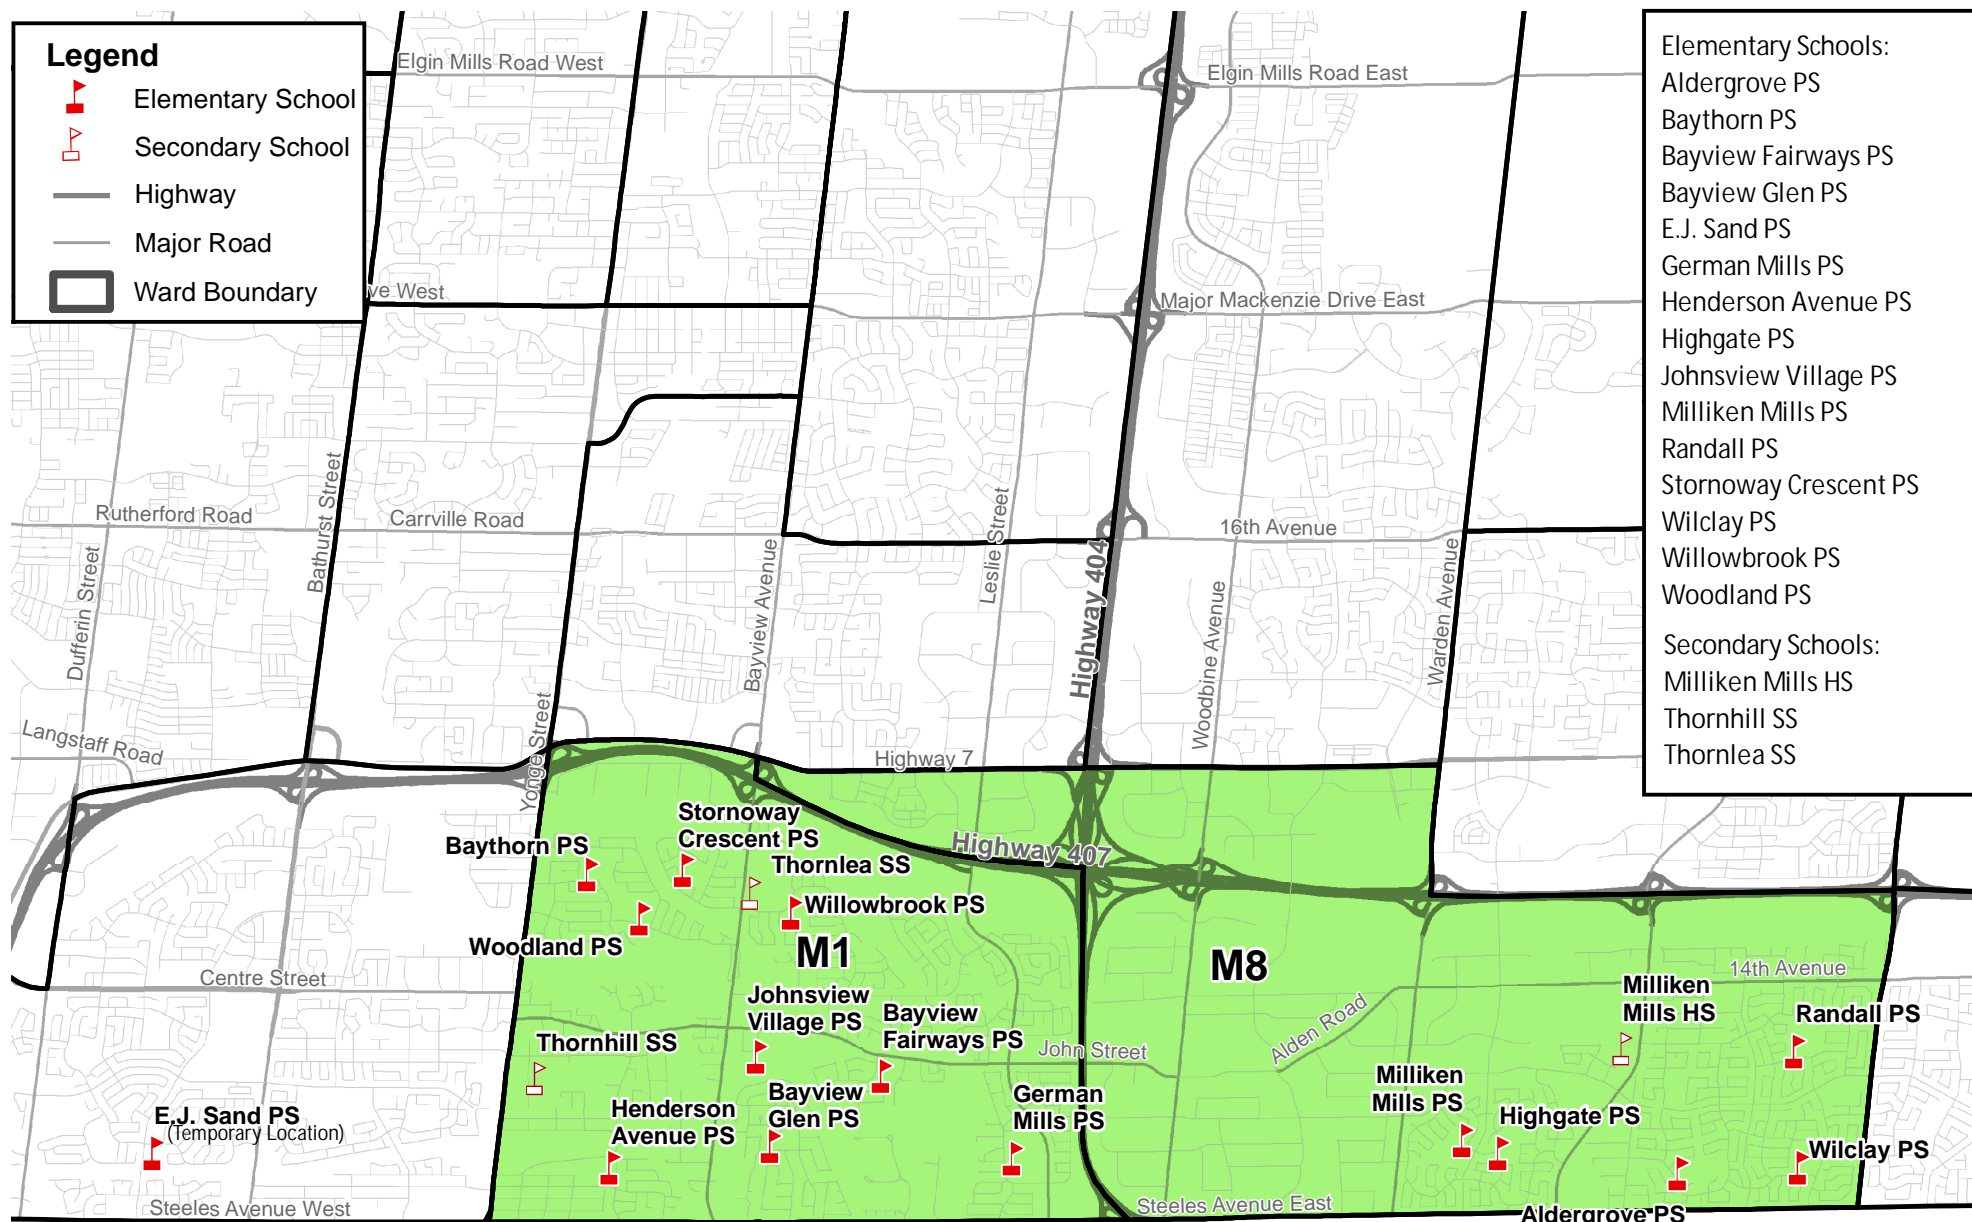 Legend
Elementary School
Secondary School
Highway
Major Road
Ward Boundary
Elementary Schools:
Aldergrove PS
Baythorn PS
Bayview Fairways PS
Bayview Glen PS
E.J. Sand PS
German Mills PS
Henderson Avenue PS
Highgate PS
Johnsview Village PS
Milliken Mills PS
Randall PS
Stornoway Crescent PS
Wilclay PS
Willowbrook PS
Woodland PS
Secondary Schools:
Milliken Mills HS
Thornhill SS
Thornlea SS
Elgin Mills Road West
Elgin Mills Road East
ve West
Major Mackenzie Drive East
Rutherford Road
Carrville Road
16th Avenue
Dufferin Street
Bathurst Street
Yonge Street
Bayview Avenue
Leslie Street
Highway 404
Woodbine Avenue
Warden Avenue
Langstaff Road
Highway 7
Highway 407
Stornoway
Crescent PS
Baythorn PS
Thornlea SS
Willowbrook PS
Woodland PS
M1
M8
Centre Street
14th Avenue
Johnsview
Village PS
Bayview
Fairways PS
Milliken
Mills HS
Randall PS
Thornhill SS
John Street
Alden Road
Bayview
Glen PS
German
Mills PS
Milliken
Mills PS
Henderson
Avenue PS
Highgate PS
E.J. Sand PS
(Temporary Location)
Wilclay PS
Steeles Avenue West
Steeles Avenue East
Aldergrove PS